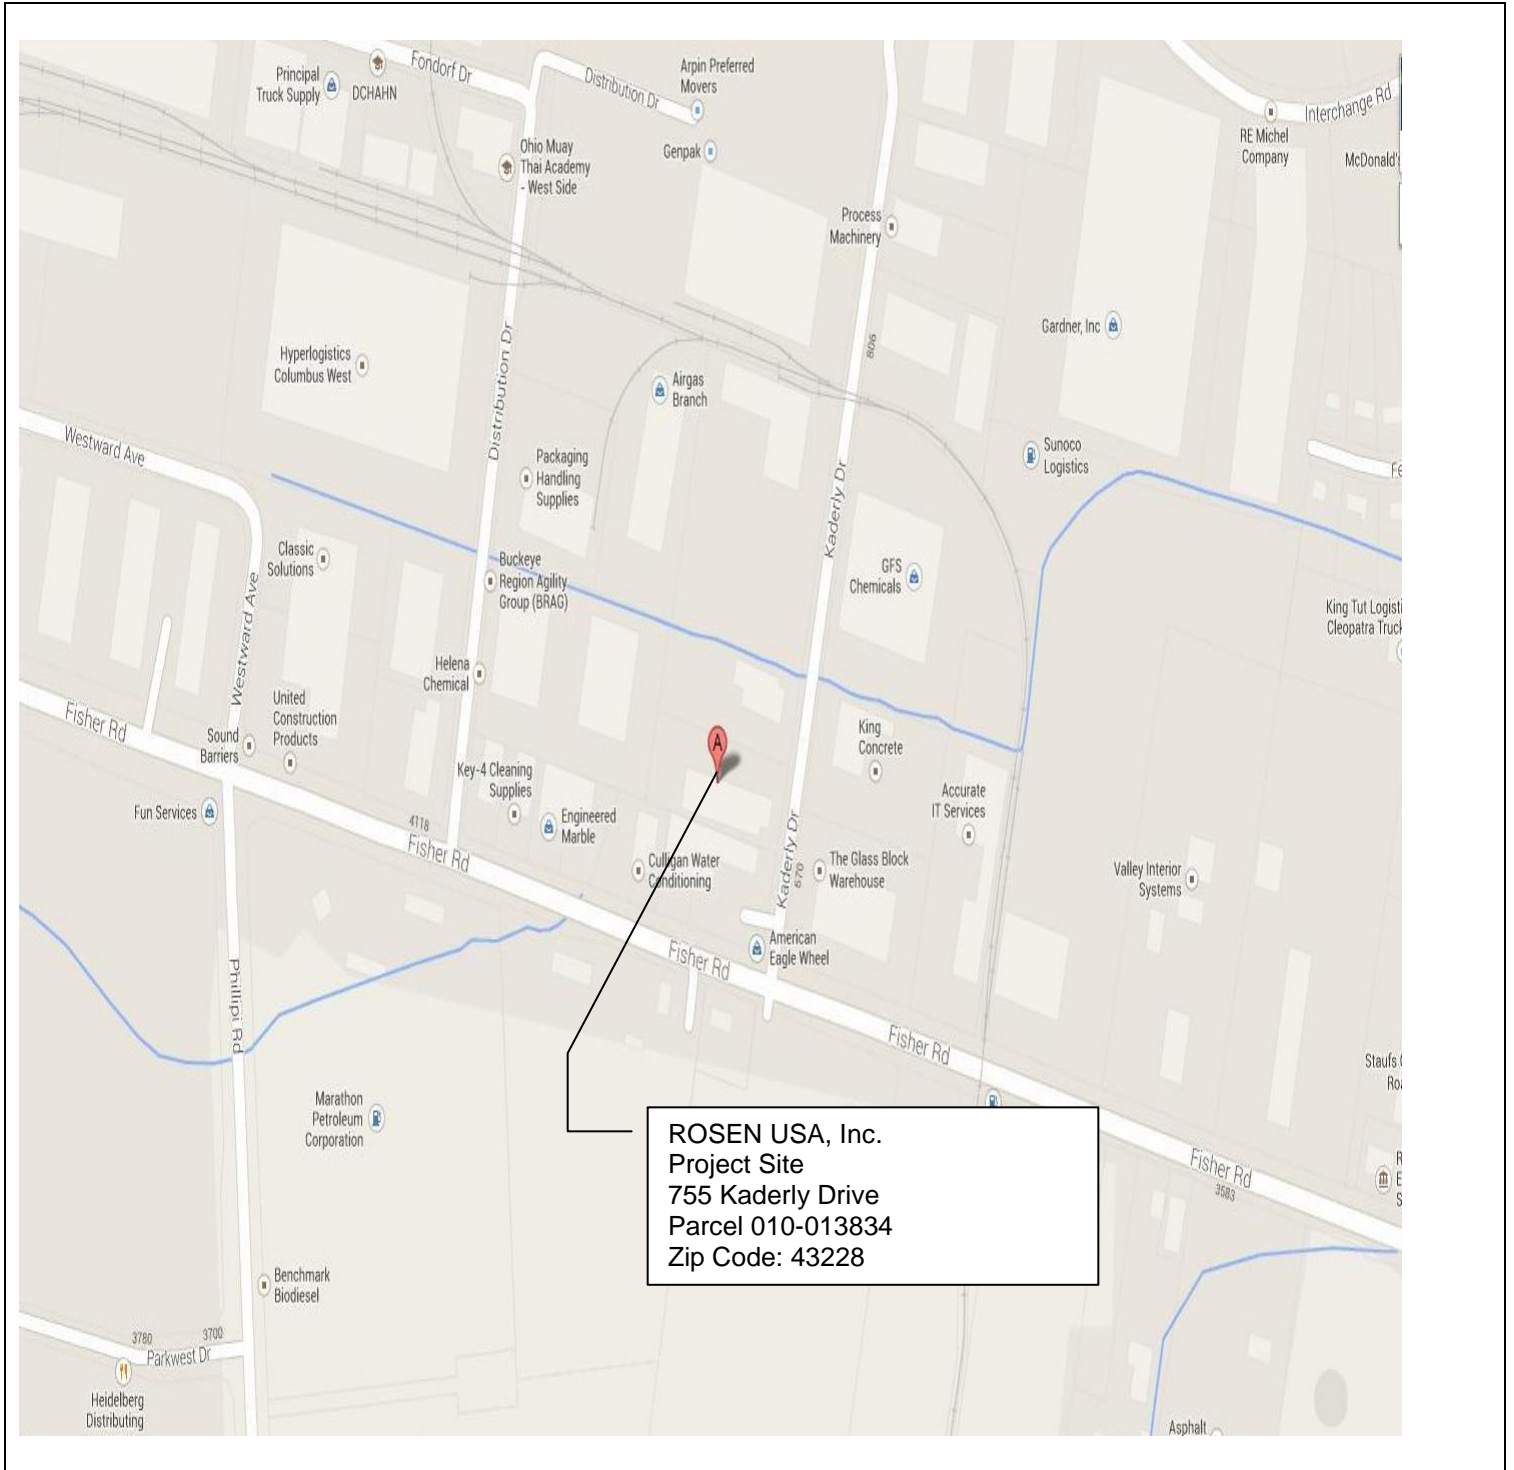 Fondorf Dr
Distribution Dr
Arpin Preferred
Movers
Principal
Truck Supply
DCHAHN
Interchange Rd
RE Michel
Company
McDonald's
Ohio Muay
Thai Academy
- West Side
Genpak
Process
Machinery
Gardner, Inc
806
Hyperlogistics
Columbus West
Distribution Dr
Airgas
Branch
Westward Ave
Packaging
Handling
Supplies
Kaderly Dr
Sunoco
Logistics
Fe
Classic
Solutions
Buckeye
Region Agility
Group (BRAG)
GFS
Chemicals
King Tut Logisti
Cleopatra Truck
Westward Ave
Helena
Chemical
United
Construction
Products
Fisher Rd
Sound
Barriers
A
King
Concrete
Key-4 Cleaning
Supplies
Accurate
IT Services
Fun Services
4118
Fisher Rd
Engineered
Marble
Kaderly Dr
670
Culligan Water
Conditioning
The Glass Block
Warehouse
Valley Interior
Systems
American
Eagle Wheel
Fisher Rd
Phillipi Rd
Fisher Rd
Staufs
Roa
Marathon
Petroleum
Corporation
ROSEN USA, Inc.
Project Site
755 Kaderly Drive
Parcel 010-013834
Zip Code: 43228
Fisher Rd
3583
R
E
S
Benchmark
Biodiesel
3780
3700
Parkwest Dr
Heidelberg
Distributing
Asphalt